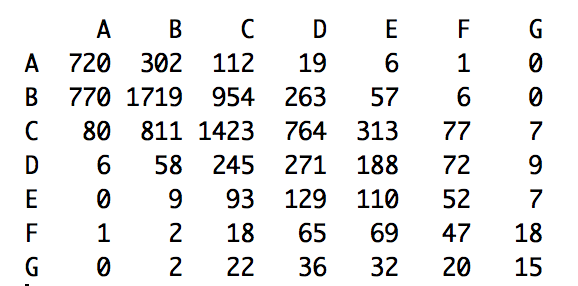 A B C D E F G
A 720 302 112 19 6 1 0
B 770 1719 954 263 57 6 0
C 80 811 1423 764 313 77 7
D 6 58 245 271 188 72 9
E 0 9 93 129 110 52 7
F 1 2 18 65 69 47 18
G 0 2 22 36 32 20 15